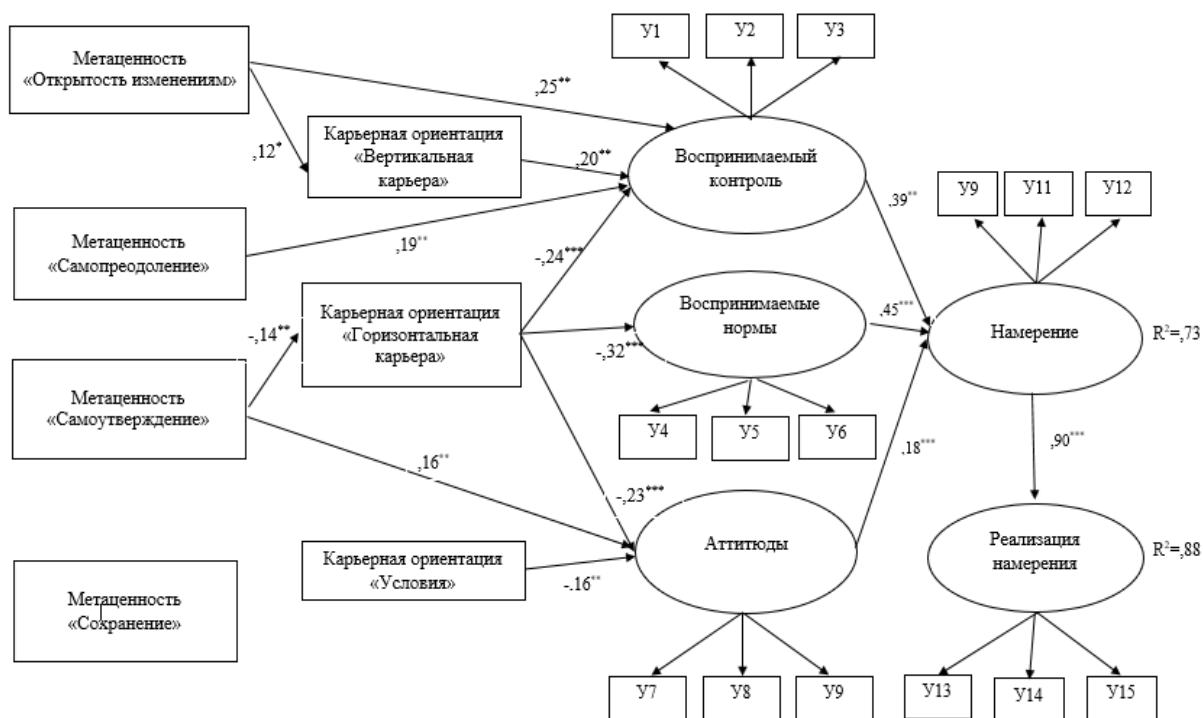 У1
У2
У3
Метаценность
«Открытость изменениям»
,25**
,12*
Карьерная ориентация
«Вертикальная
карьера»
,20**
Воспринимаемый
контроль
У9
У11
У12
,39**
Метаценность
«Самопреодоление»
,19**
-,24***
Карьерная ориентация
«Горизонтальная
карьера»
-,14**
Воспринимаемые
нормы
-,32***
,45***
Намерение
R²=,73
Метаценность
«Самоутверждение»
У4
У5
У6
,18***
,90***
,16**
-,23***
Аттитюды
Карьерная ориентация
«Условия»
-.16**
Реализация
намерения
R²=,88
Метаценность
«Сохранение»
У7
У8
У9
У13
У14
У15